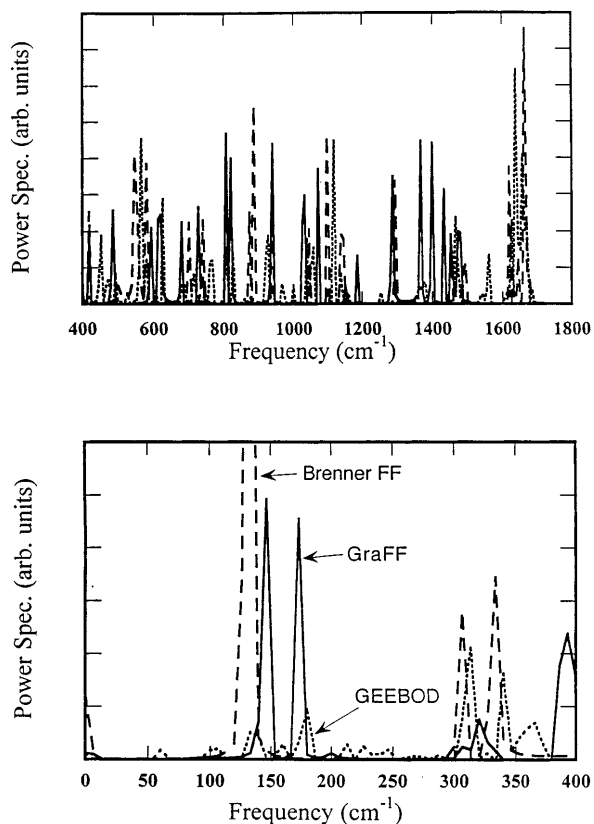 Power Spec. (arb. units)
400 600 800 1000 1200 1400 1600 1800
Frequency (cm⁻¹)
Power Spec. (arb. units)
Brenner FF
GraFF
GEEBOD
0 50 100 150 200 250 300 350 400
Frequency (cm⁻¹)